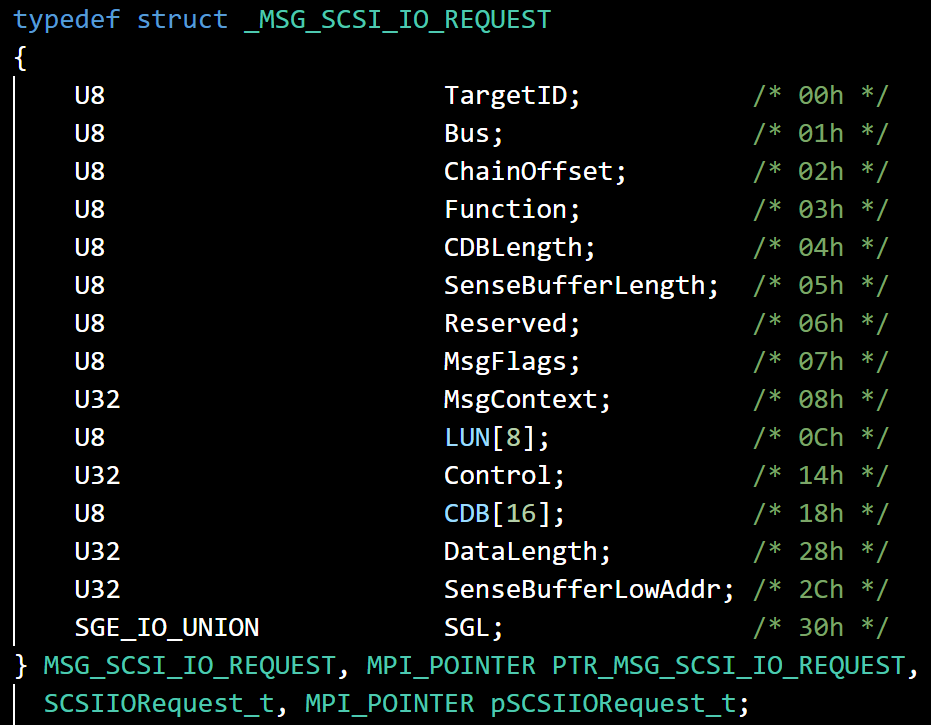 typedef struct _MSG_SCSI_IO_REQUEST
{
    U8                      TargetID;           /* 00h */
    U8                      Bus;                /* 01h */
    U8                      ChainOffset;        /* 02h */
    U8                      Function;           /* 03h */
    U8                      CDBLength;          /* 04h */
    U8                      SenseBufferLength;  /* 05h */
    U8                      Reserved;           /* 06h */
    U8                      MsgFlags;           /* 07h */
    U32                     MsgContext;         /* 08h */
    U8                      LUN[8];             /* 0Ch */
    U32                     Control;            /* 14h */
    U8                      CDB[16];            /* 18h */
    U32                     DataLength;         /* 28h */
    U32                     SenseBufferLowAddr; /* 2Ch */
    SGE_IO_UNION            SGL;                /* 30h */
} MSG_SCSI_IO_REQUEST, MPI_POINTER PTR_MSG_SCSI_IO_REQUEST,
  SCSIIORequest_t, MPI_POINTER pSCSIIORequest_t;